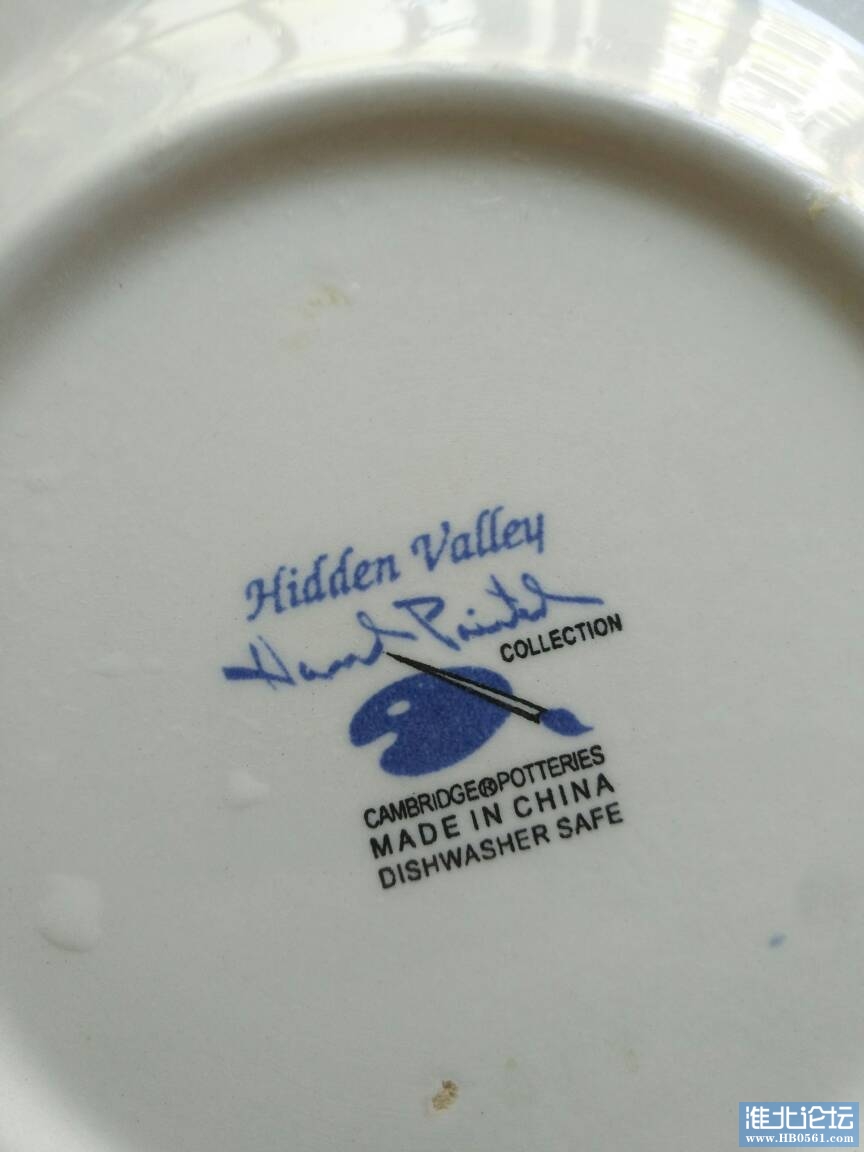 Hidden Valley
Hand Painted
COLLECTION
CAMBRIDGE®POTTERIES
MADE IN CHINA
DISHWASHER SAFE
淮北论坛
www.HB0561.com